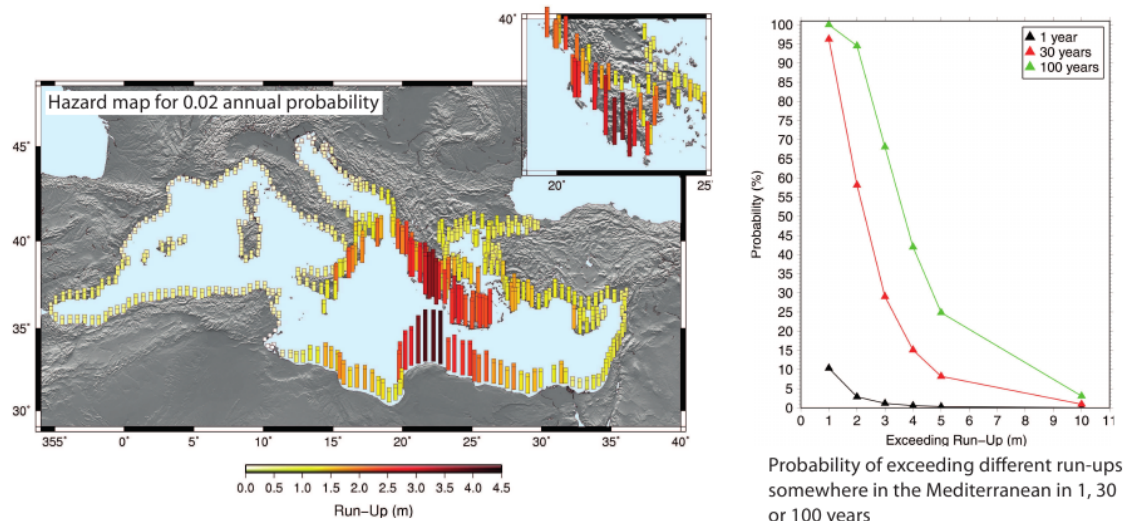 Hazard map for 0.02 annual probability
40˚
20˚
25˚
45˚
40˚
35˚
30˚
355˚ 0˚ 5˚ 10˚ 15˚ 20˚ 25˚ 30˚ 35˚ 40˚
0.0 0.5 1.0 1.5 2.0 2.5 3.0 3.5 4.0 4.5
Run-Up (m)
Probability (%)
100
95
90
85
80
75
70
65
60
55
50
45
40
35
30
25
20
15
10
5
0
1 year
30 years
100 years
0 1 2 3 4 5 6 7 8 9 10 11
Exceeding Run-Up (m)
Probability of exceeding different run-ups
somewhere in the Mediterranean in 1, 30
or 100 years